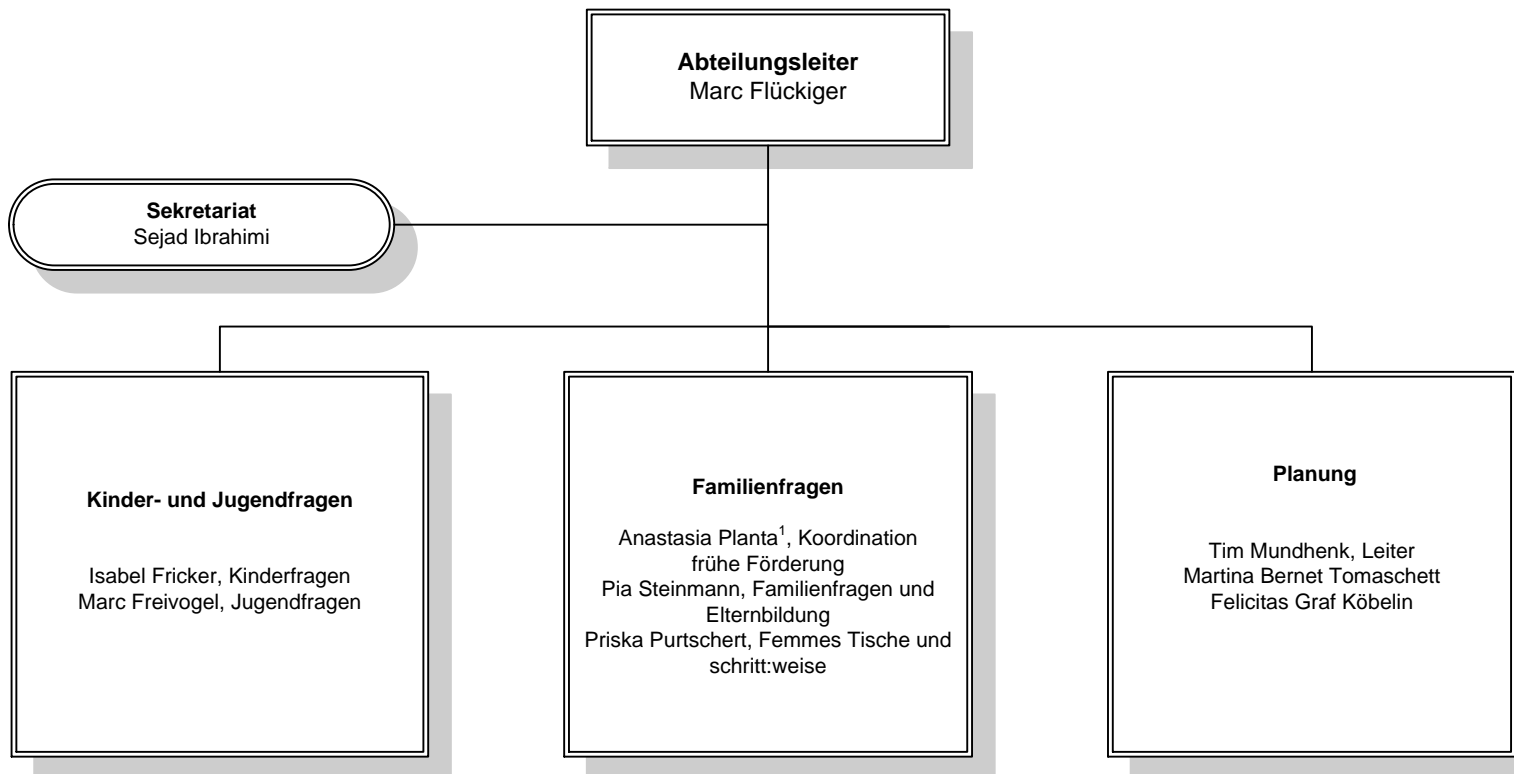 Abteilungsleiter
Marc Flückiger
Sekretariat
Sejad Ibrahimi
Kinder- und Jugendfragen
Isabel Fricker, Kinderfragen
Marc Freivogel, Jugendfragen
Familienfragen
Anastasia Planta¹, Koordination
frühe Förderung
Pia Steinmann, Familienfragen und
Elternbildung
Priska Purtschert, Femmes Tische und
schritt:weise
Planung
Tim Mundhenk, Leiter
Martina Bernet Tomaschett
Felicitas Graf Köbelin